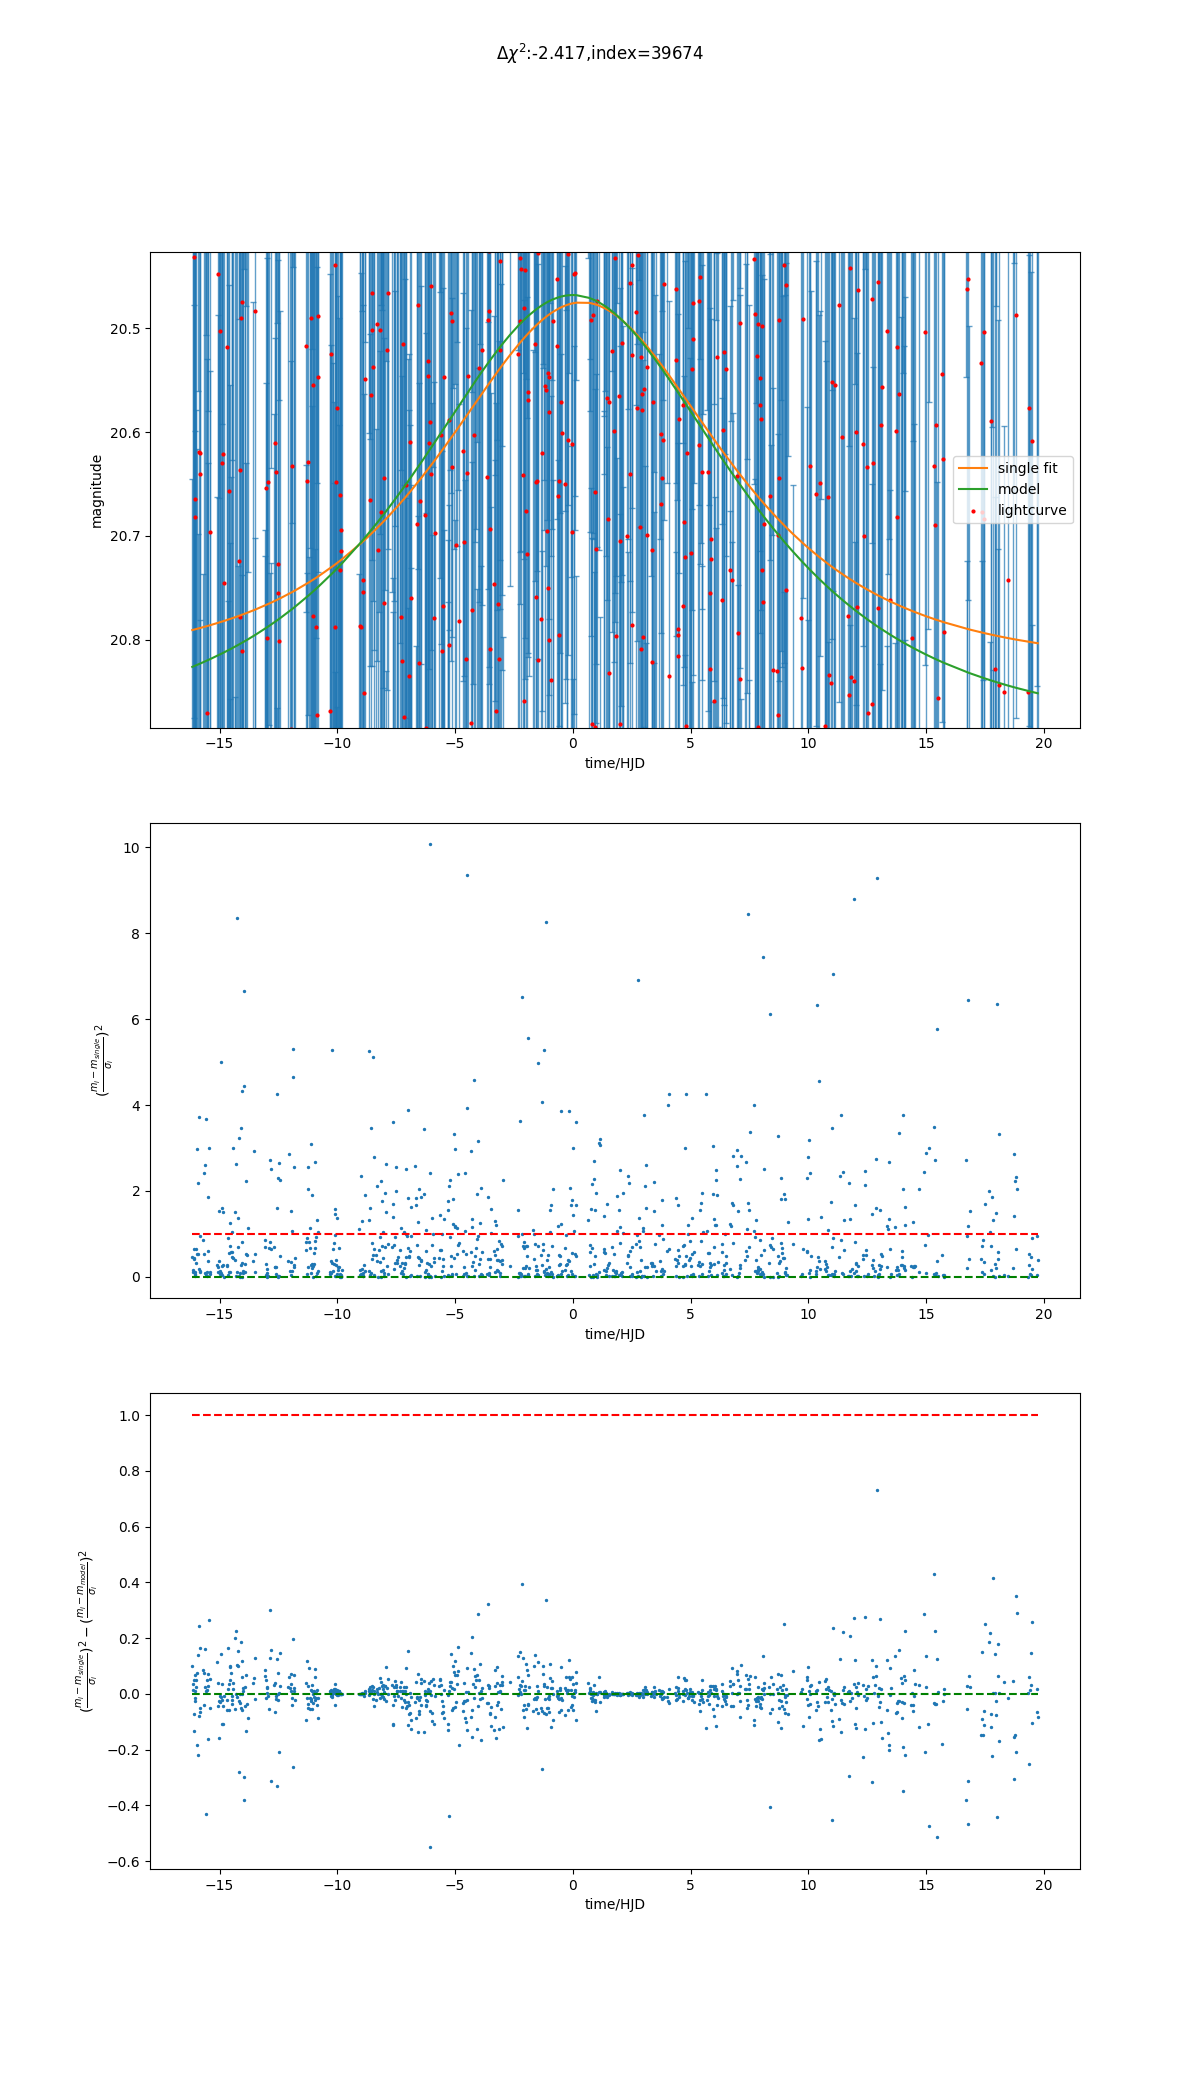 Δχ²:-2.417,index=39674
20.5
20.6
20.7
20.8
magnitude
single fit
model
lightcurve
−15 −10 −5 0 5 10 15 20
time/HJD
10
8
6
4
2
0
(\frac{m_i − m_{single}}{σ_i})²
−15 −10 −5 0 5 10 15 20
time/HJD
1.0
0.8
0.6
0.4
0.2
0.0
−0.2
−0.4
−0.6
(\frac{m_i − m_{single}}{σ_i})² − (\frac{m_i − m_{model}}{σ_i})²
−15 −10 −5 0 5 10 15 20
time/HJD